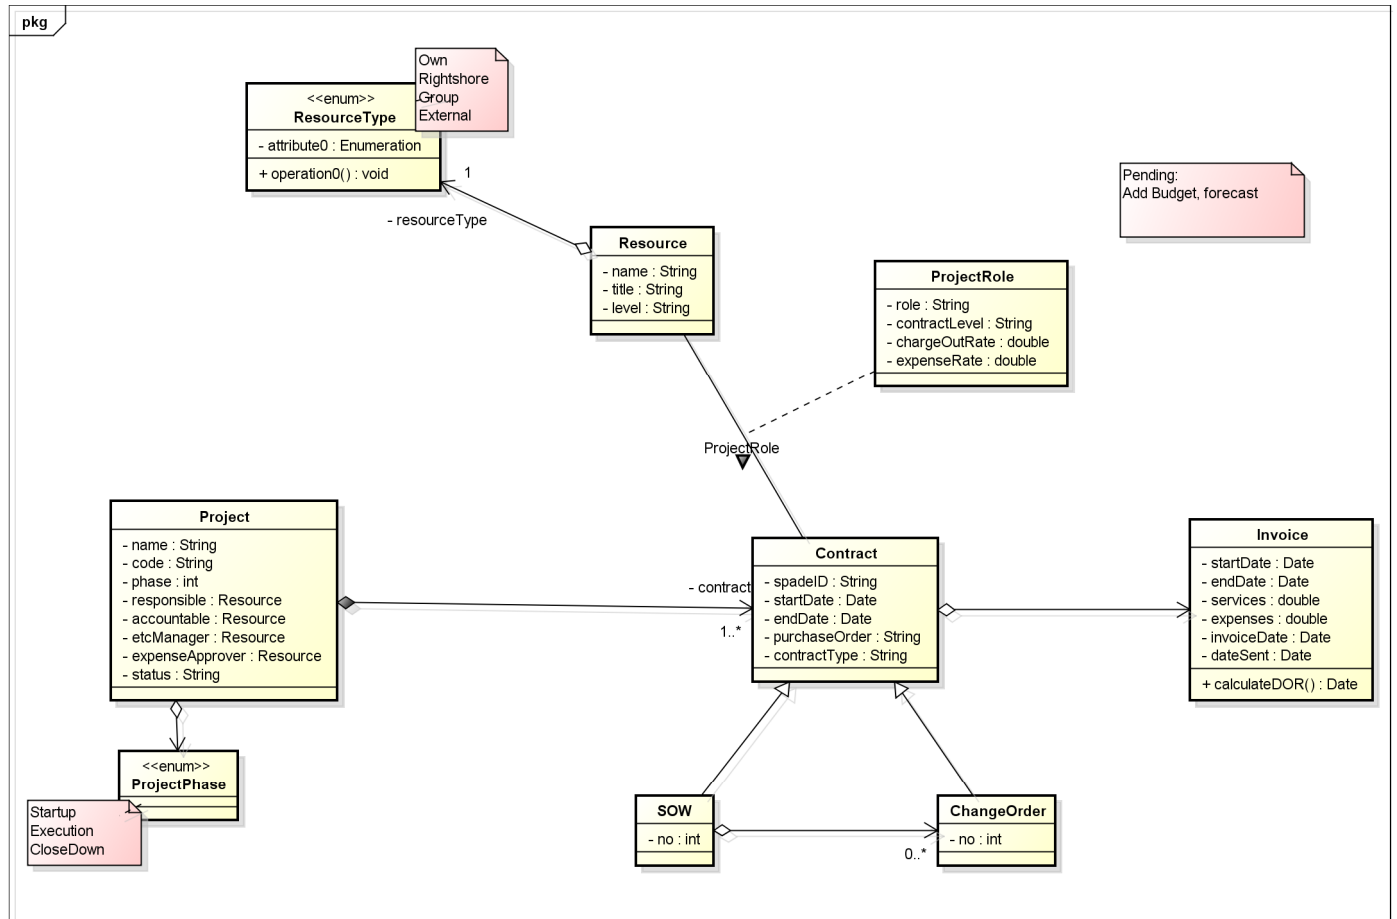 pkg
Own
Rightshore
Group
External
<<enum>>
ResourceType
- attribute0 : Enumeration
+ operation0() : void
1
- resourceType
Pending:
Add Budget, forecast
Resource
- name : String
- title : String
- level : String
ProjectRole
- role : String
- contractLevel : String
- chargeOutRate : double
- expenseRate : double
ProjectRole
Project
- name : String
- code : String
- phase : int
- responsible : Resource
- accountable : Resource
- etcManager : Resource
- expenseApprover : Resource
- status : String
- contract
1..*
Contract
- spadeID : String
- startDate : Date
- endDate : Date
- purchaseOrder : String
- contractType : String
Invoice
- startDate : Date
- endDate : Date
- services : double
- expenses : double
- invoiceDate : Date
- dateSent : Date
+ calculateDOR() : Date
<<enum>>
ProjectPhase
Startup
Execution
CloseDown
SOW
- no : int
0..*
ChangeOrder
- no : int